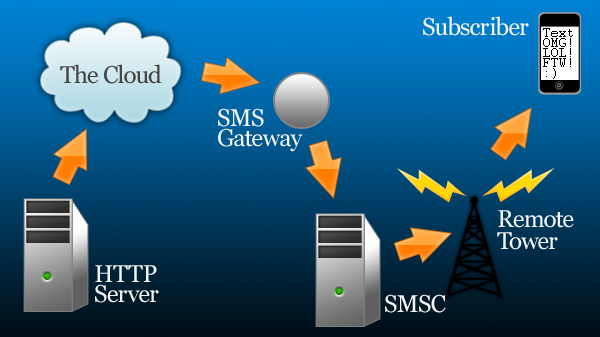 Subscriber
Text
OMG!
LOL!
FTW!
:)
The Cloud
SMS
Gateway
Remote
Tower
HTTP
Server
SMSC